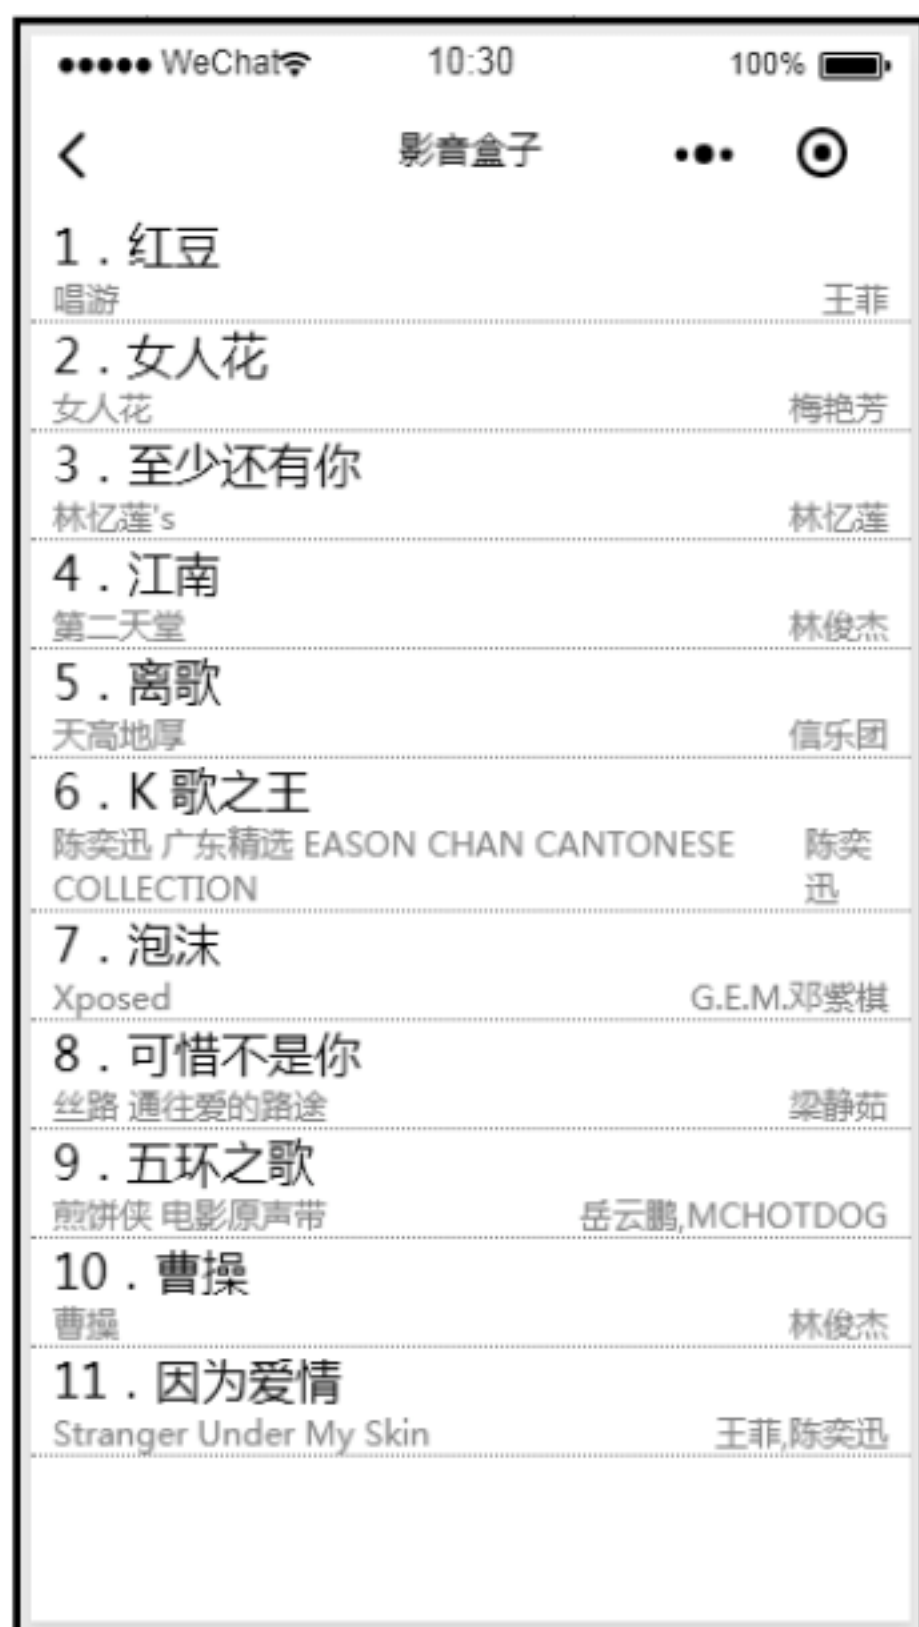 ●●●●● WeChat 10:30 100%
影音盒子
1．红豆
唱游 王菲
2．女人花
女人花 梅艳芳
3．至少还有你
林忆莲's 林忆莲
4．江南
第二天堂 林俊杰
5．离歌
天高地厚 信乐团
6．K 歌之王
陈奕迅 广东精选 EASON CHAN CANTONESE 陈奕
COLLECTION 迅
7．泡沫
Xposed G.E.M.邓紫棋
8．可惜不是你
丝路 通往爱的路途 梁静茹
9．五环之歌
煎饼侠 电影原声带 岳云鹏,MCHOTDOG
10．曹操
曹操 林俊杰
11．因为爱情
Stranger Under My Skin 王菲,陈奕迅